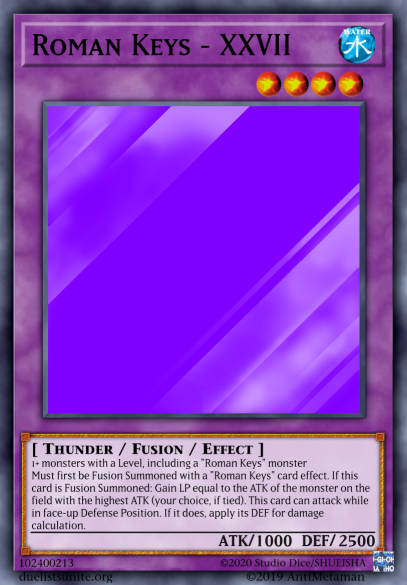 Roman Keys - XXVII
WATER
水
[ Thunder / Fusion / Effect ]
1+ monsters with a Level, including a "Roman Keys" monster
Must first be Fusion Summoned with a "Roman Keys" card effect. If this
card is Fusion Summoned: Gain LP equal to the ATK of the monster on the
field with the highest ATK (your choice, if tied). This card can attack while
in face-up Defense Position. If it does, apply its DEF for damage
calculation.
ATK/1000 DEF/2500
102400213 ©2020 Studio Dice/SHUEISHA
duelistsunite.org ©2019 AntiMetaman